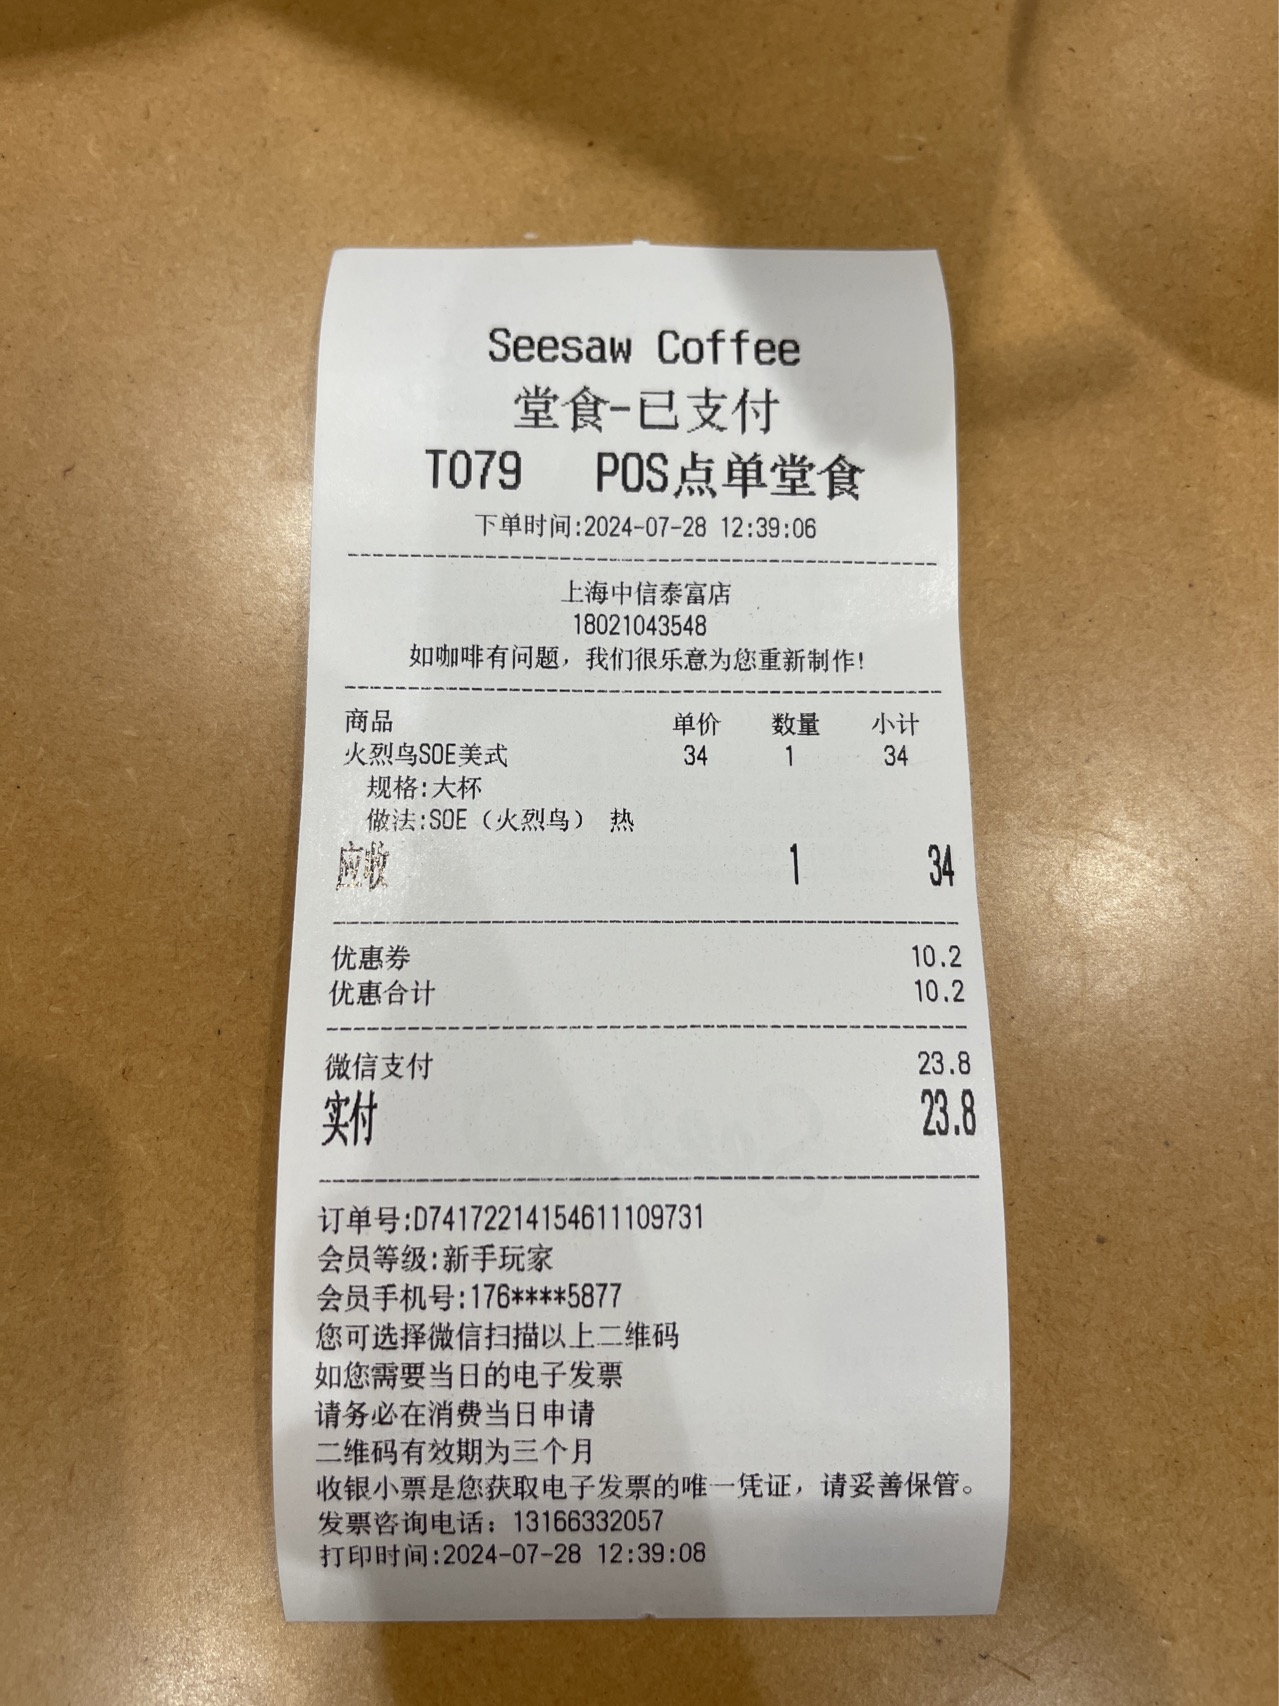 Seesaw Coffee
堂食-已支付
T079 POS点单堂食
下单时间:2024-07-28 12:39:06
上海中信泰富店
18021043548
如咖啡有问题，我们很乐意为您重新制作!
商品 单价 数量 小计
火烈鸟SOE美式 34 1 34
规格:大杯
做法:SOE（火烈鸟） 热
应收 1 34
优惠券 10.2
优惠合计 10.2
微信支付 23.8
实付 23.8
订单号:D74172214154611109731
会员等级:新手玩家
会员手机号:176****5877
您可选择微信扫描以上二维码
如您需要当日的电子发票
请务必在消费当日申请
二维码有效期为三个月
收银小票是您获取电子发票的唯一凭证，请妥善保管。
发票咨询电话：13166332057
打印时间:2024-07-28 12:39:08